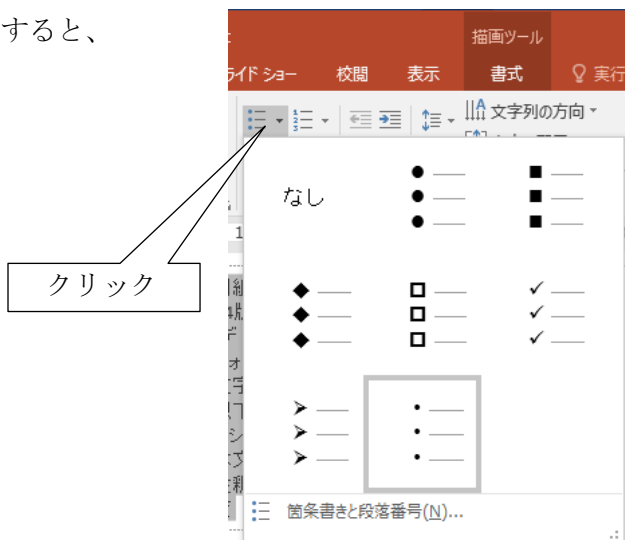 すると、
描画ツール
ライド ショー 校閲 表示 書式 実行
文字列の方向
クリック
なし
箇条書きと段落番号(N)...